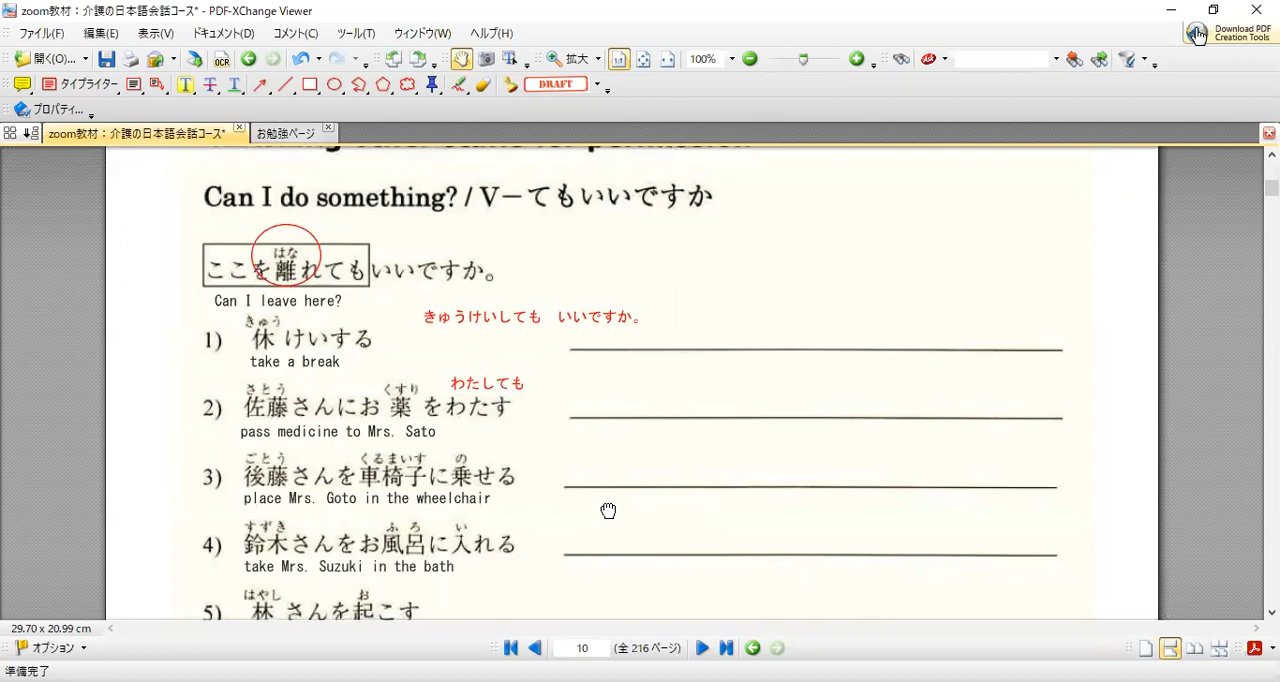 zoom教材：介護の日本語会話コース* - PDF-XChange Viewer
ファイル(F) 編集(E) 表示(V) ドキュメント(D) コメント(C) ツール(T) ウィンドウ(W) ヘルプ(H)
Download PDF
Creation Tools
開く(O)... OCR 拡大 100%
タイプライター DRAFT
プロパティ...
zoom教材：介護の日本語会話コース* お勉強ページ
Can I do something? / V－てもいいですか
はな
ここを離れてもいいですか。
Can I leave here?
きゅう きゅうけいしても いいですか。
1) 休けいする
take a break
さとう くすり わたしても
2) 佐藤さんにお薬をわたす
pass medicine to Mrs. Sato
ごとう くるまいす の
3) 後藤さんを車椅子に乗せる
place Mrs. Goto in the wheelchair
すずき ふろ い
4) 鈴木さんをお風呂に入れる
take Mrs. Suzuki in the bath
はやし お
5) 林さんを起こす
29.70 x 20.99 cm
オプション 10 (全 216 ページ)
準備完了